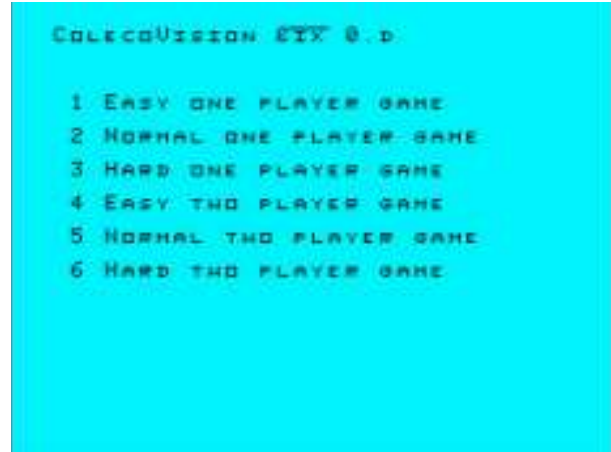 ColecoVision 0.D
1 Easy one player game
2 Normal one player game
3 Hard one player game
4 Easy two player game
5 Normal two player game
6 Hard two player game